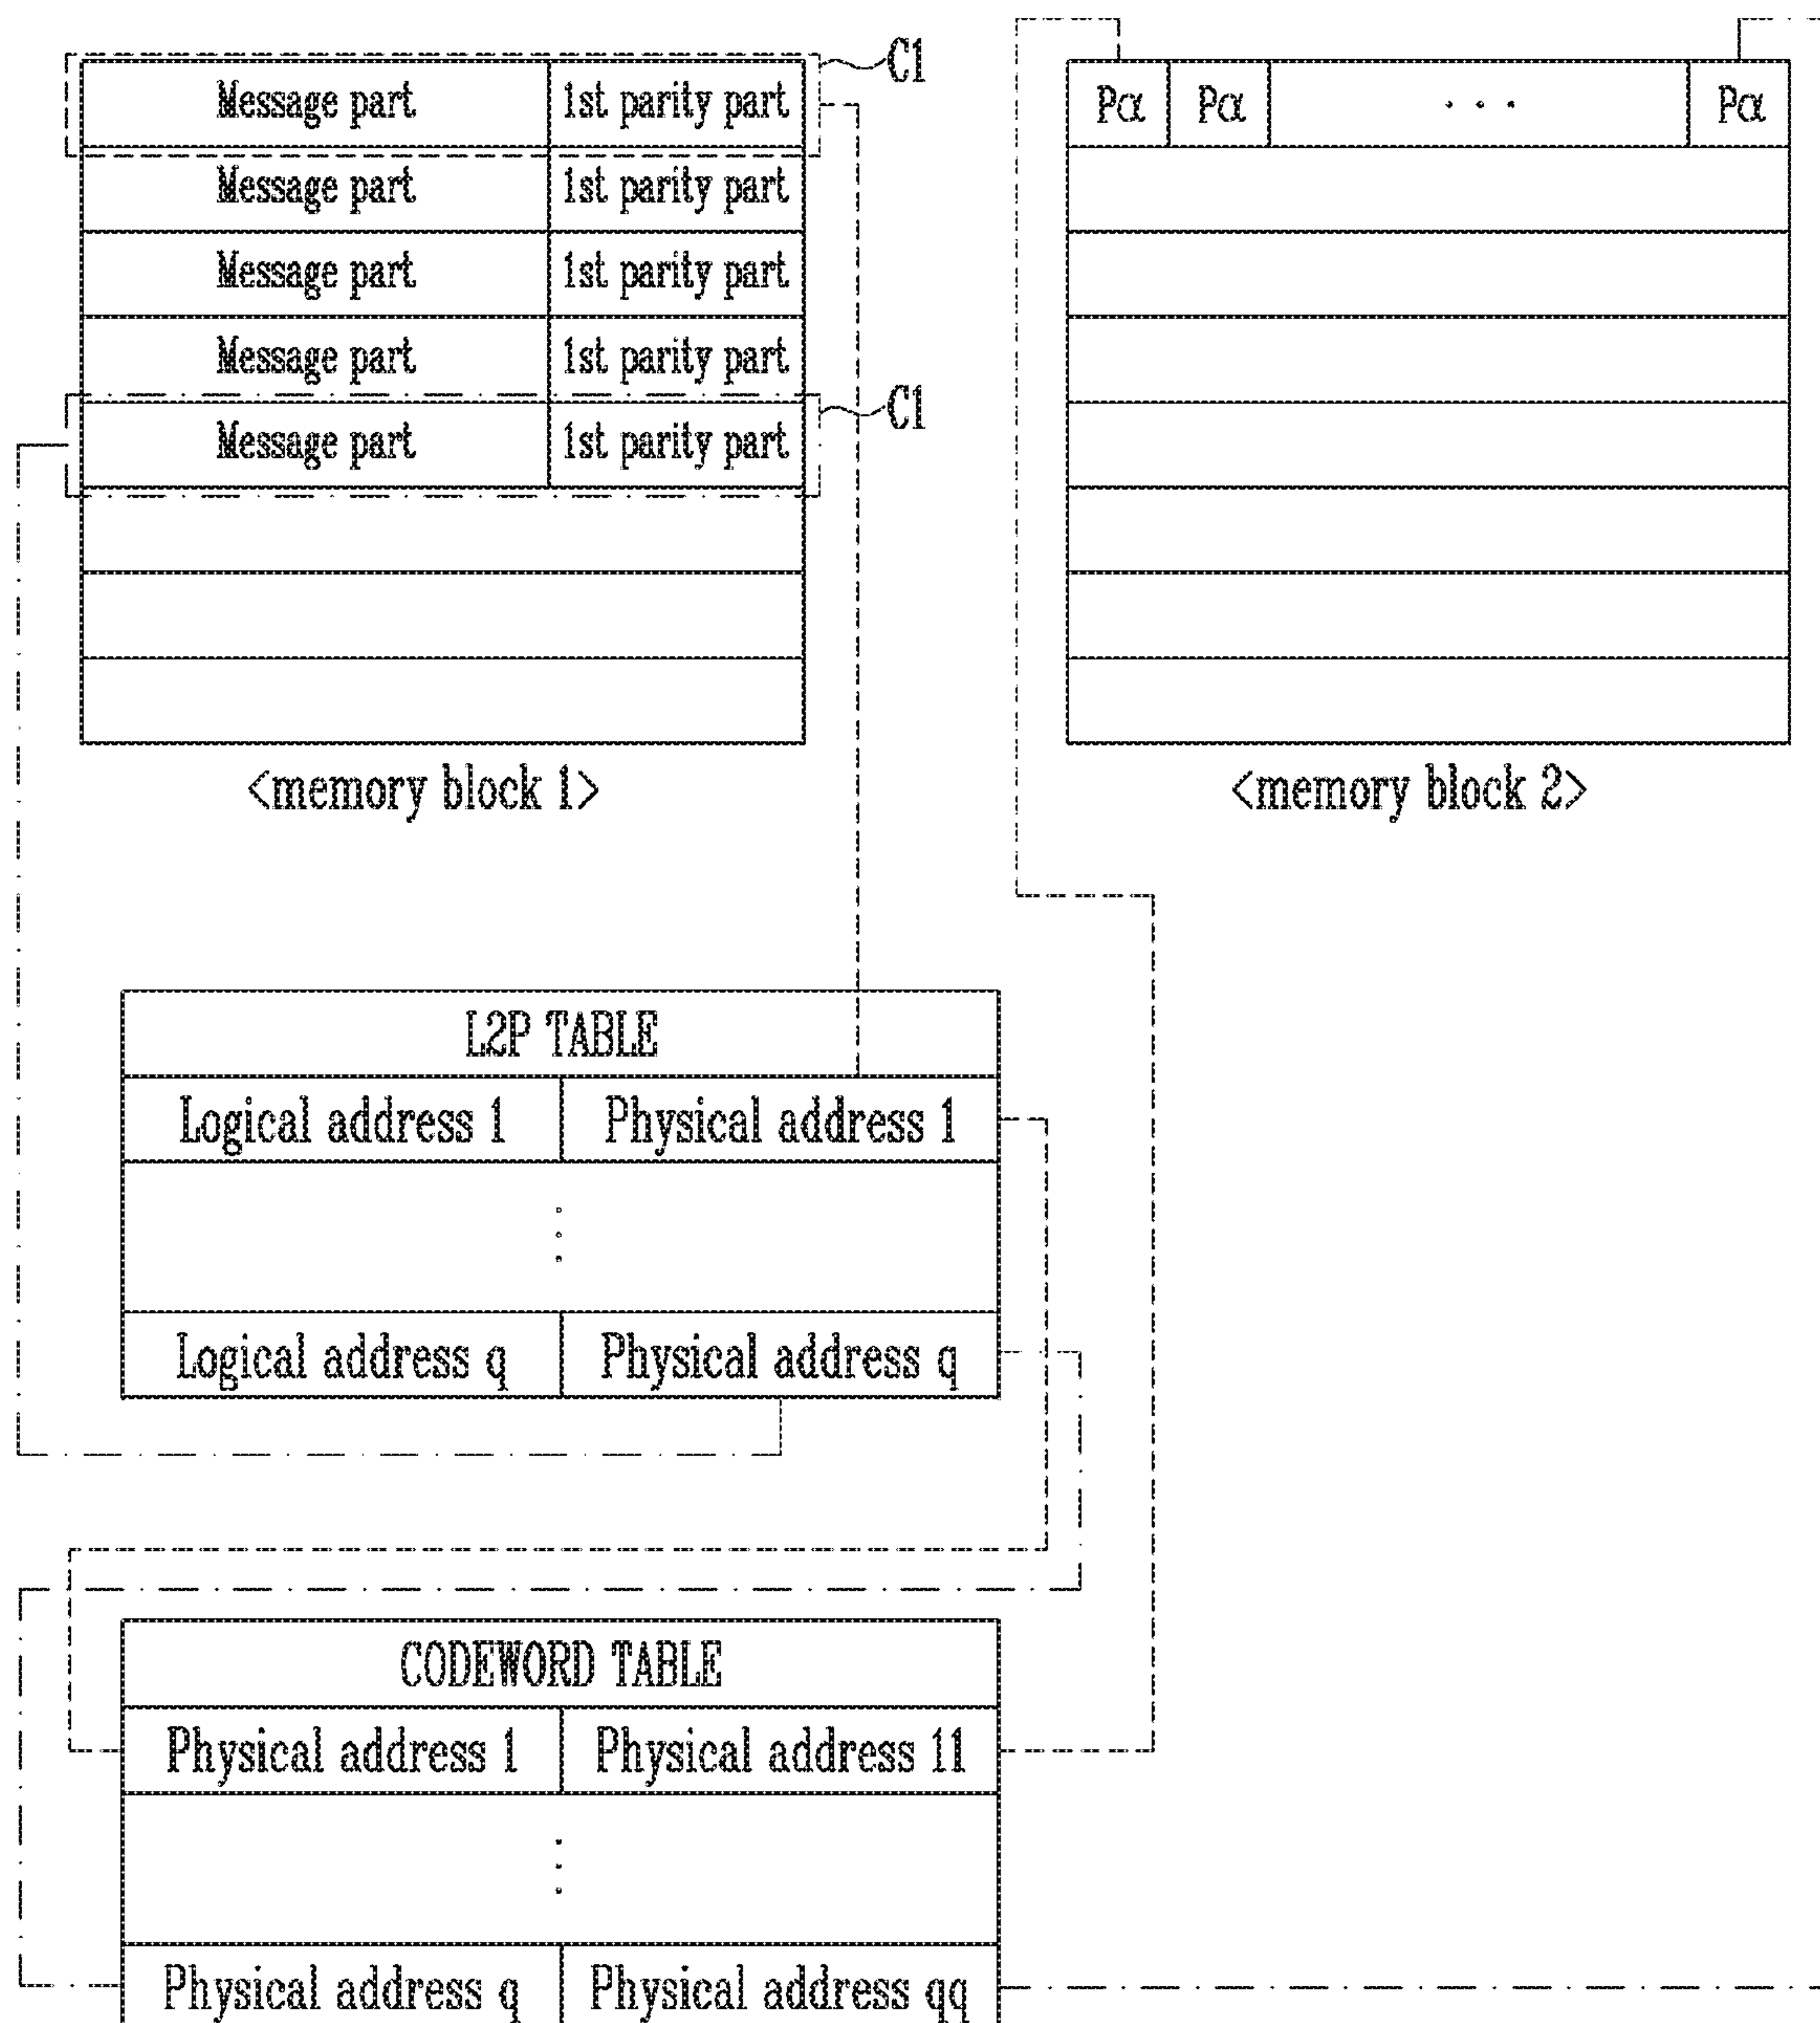 C1
Message part 1st parity part
Message part 1st parity part
Message part 1st parity part
Message part 1st parity part
C1
Message part 1st parity part
<memory block 1>
Pα Pα · · · Pα
<memory block 2>
L2P TABLE
Logical address 1 Physical address 1
Logical address q Physical address q
CODEWORD TABLE
Physical address 1 Physical address 11
Physical address q Physical address qq